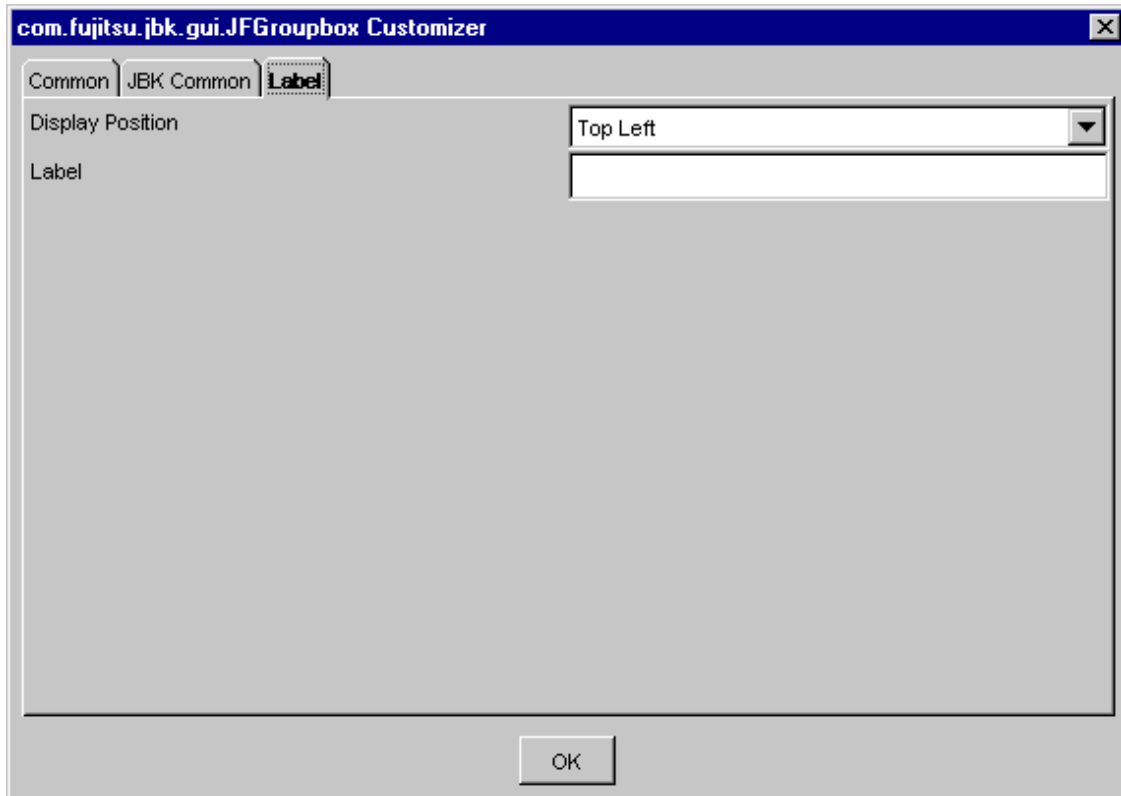 com.fujitsu.jbk.gui.JFGroupbox Customizer
Common JBK Common Label
Display Position Top Left
Label
OK